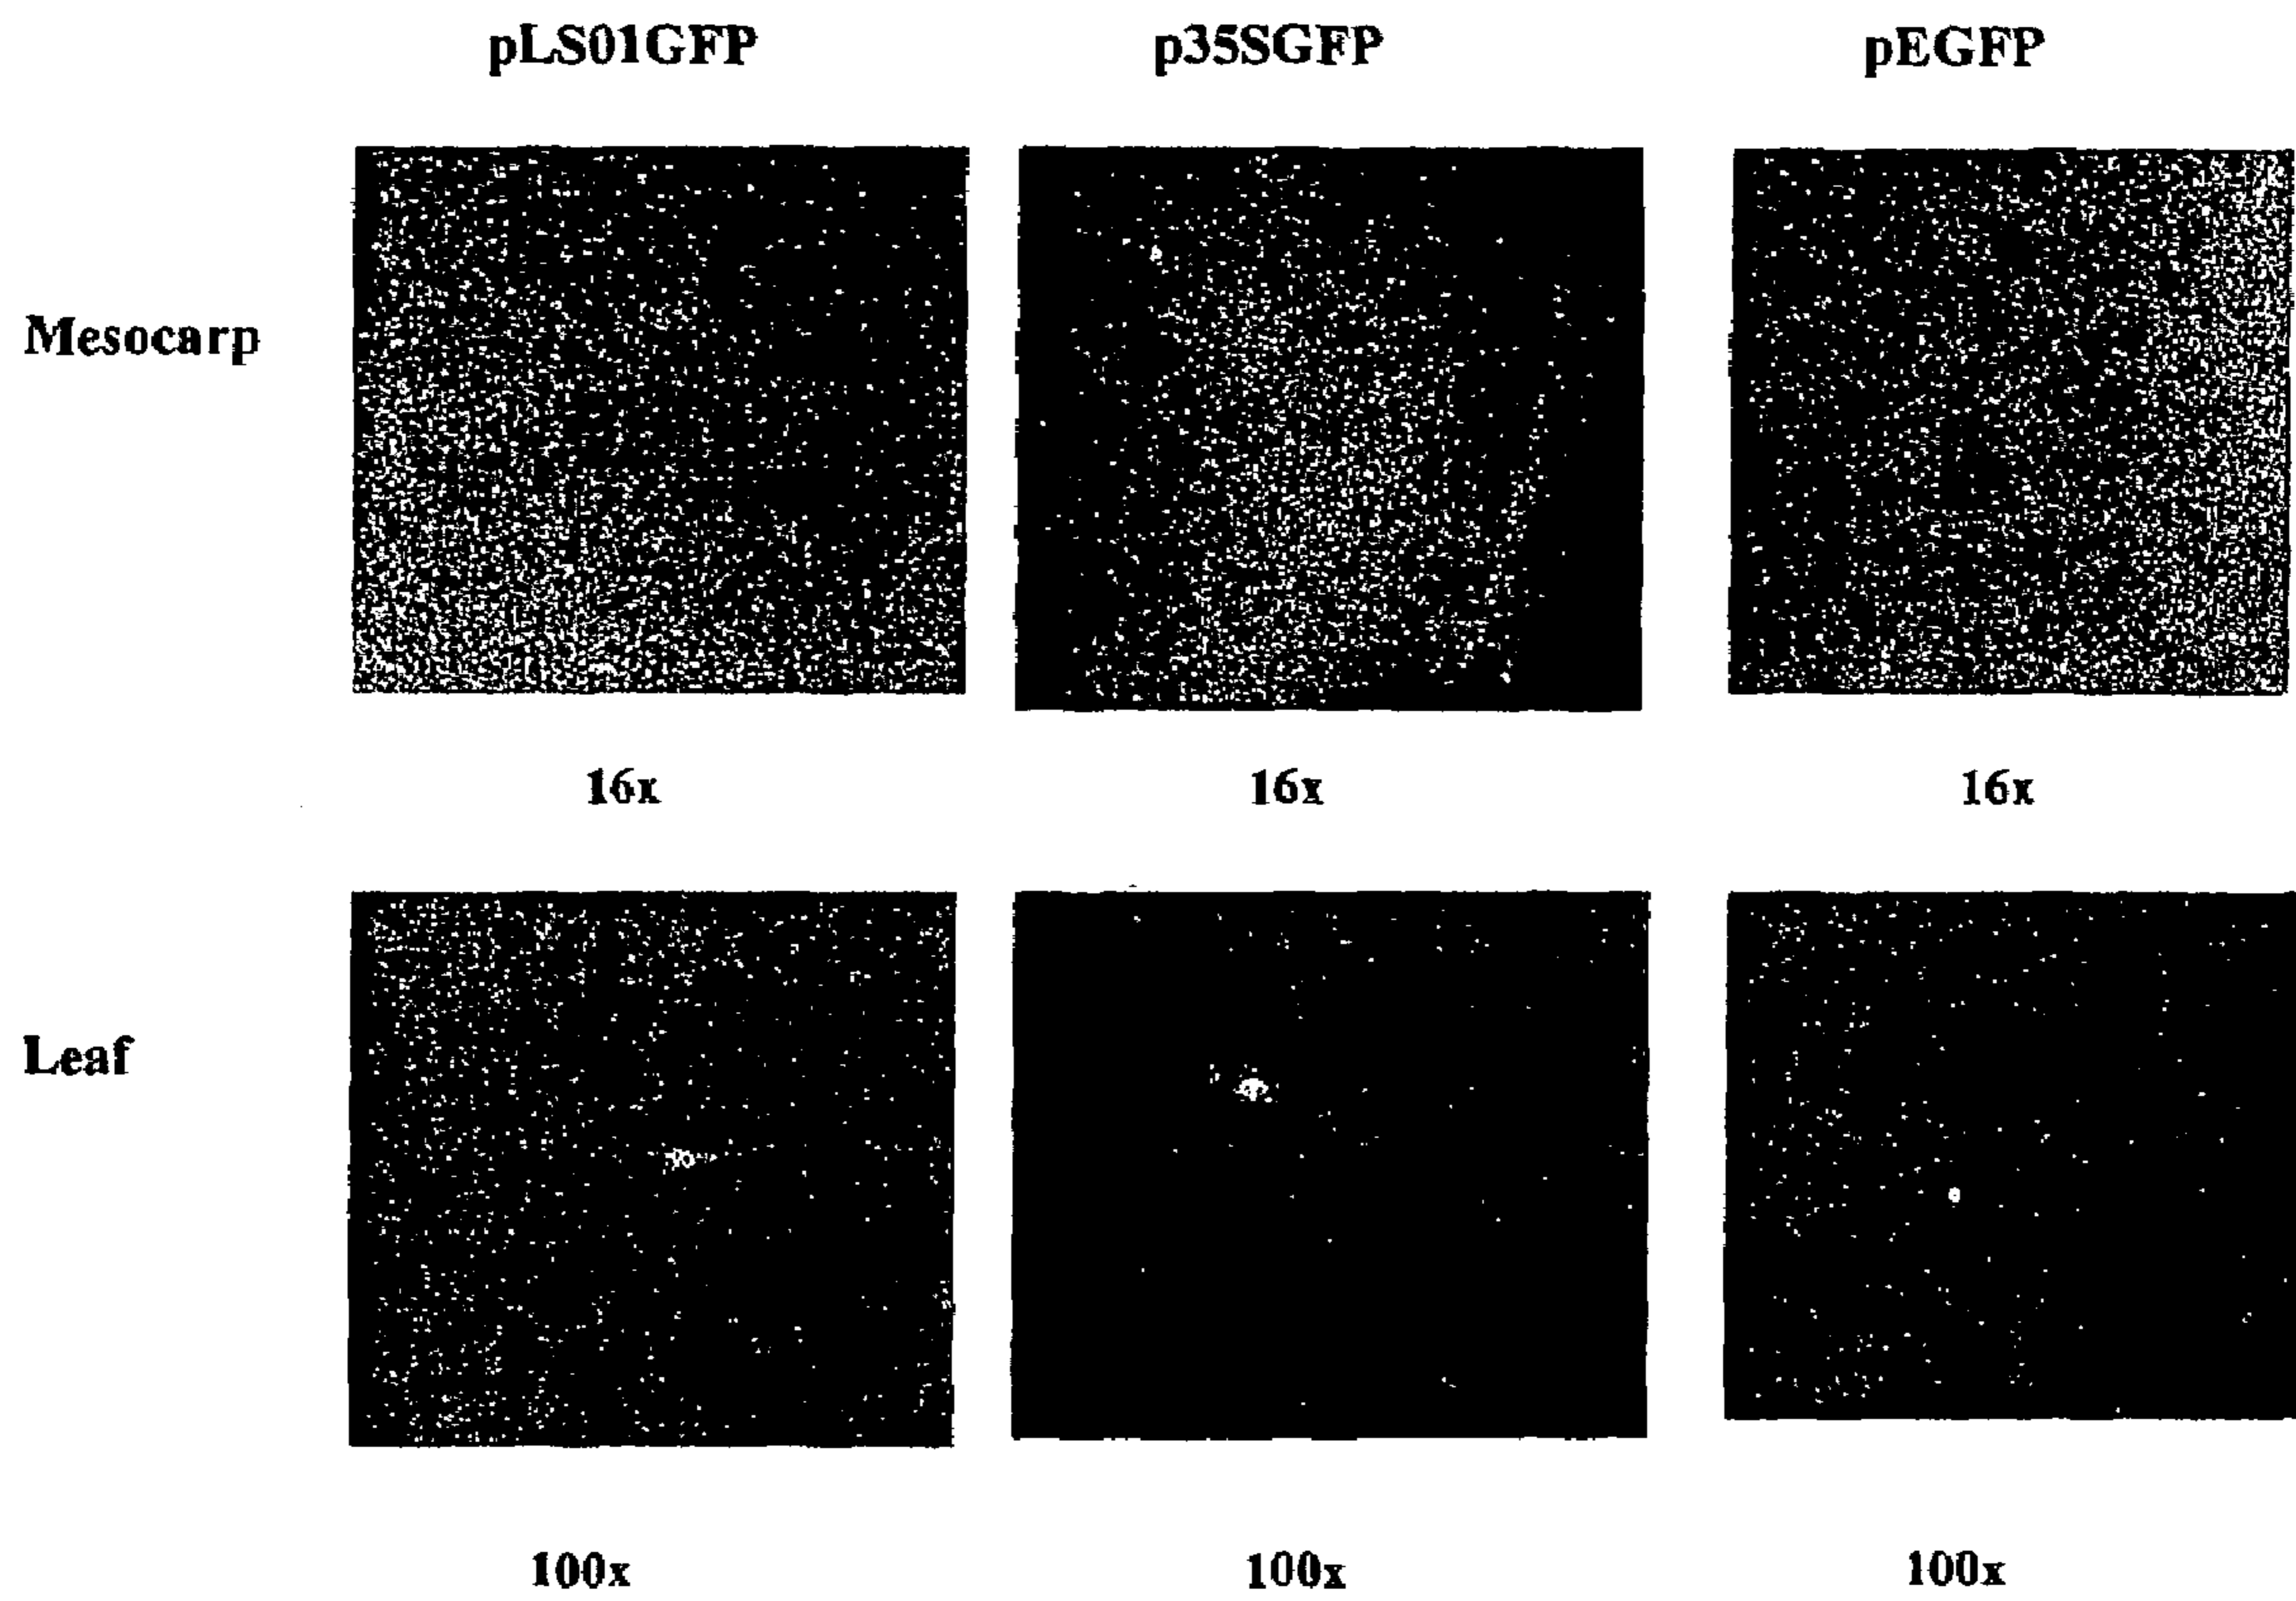 pLS01GFP p35SGFP pEGFP
Mesocarp
16x 16x 16x
Leaf
100x 100x 100x